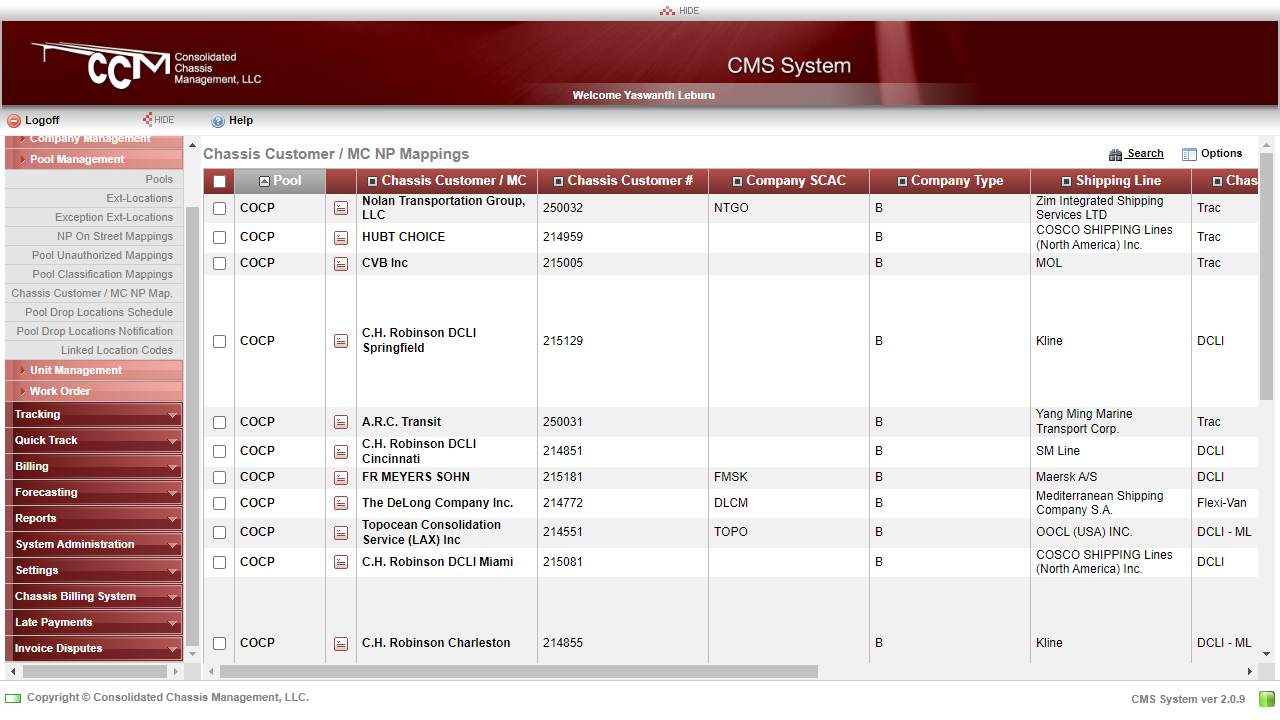 HIDE
CCM
Consolidated
Chassis
Management, LLC
CMS System
Welcome Yaswanth Leburu
Logoff
HIDE
Help
Company Management
Pool Management
Pools
Ext-Locations
Exception Ext-Locations
NP On Street Mappings
Pool Unauthorized Mappings
Pool Classification Mappings
Chassis Customer / MC NP Map.
Pool Drop Locations Schedule
Pool Drop Locations Notification
Linked Location Codes
Unit Management
Work Order
Tracking
Quick Track
Billing
Forecasting
Reports
System Administration
Settings
Chassis Billing System
Late Payments
Invoice Disputes
Chassis Customer / MC NP Mappings
Search Options
Pool Chassis Customer / MC Chassis Customer # Company SCAC Company Type Shipping Line Chas
COCP Nolan Transportation Group, LLC 250032 NTGO B Zim Integrated Shipping Services LTD Trac
COCP HUBT CHOICE 214959 B COSCO SHIPPING Lines (North America) Inc. Trac
COCP CVB Inc 215005 B MOL Trac
COCP C.H. Robinson DCLI Springfield 215129 B Kline DCLI
COCP A.R.C. Transit 250031 B Yang Ming Marine Transport Corp. Trac
COCP C.H. Robinson DCLI Cincinnati 214851 B SM Line DCLI
COCP FR MEYERS SOHN 215181 FMSK B Maersk A/S DCLI
COCP The DeLong Company Inc. 214772 DLCM B Mediterranean Shipping Company S.A. Flexi-Van
COCP Topocean Consolidation Service (LAX) Inc 214551 TOPO B OOCL (USA) INC. DCLI - ML
COCP C.H. Robinson DCLI Miami 215081 B COSCO SHIPPING Lines (North America) Inc. DCLI
COCP C.H. Robinson Charleston 214855 B Kline DCLI - ML
Copyright © Consolidated Chassis Management, LLC.
CMS System ver 2.0.9